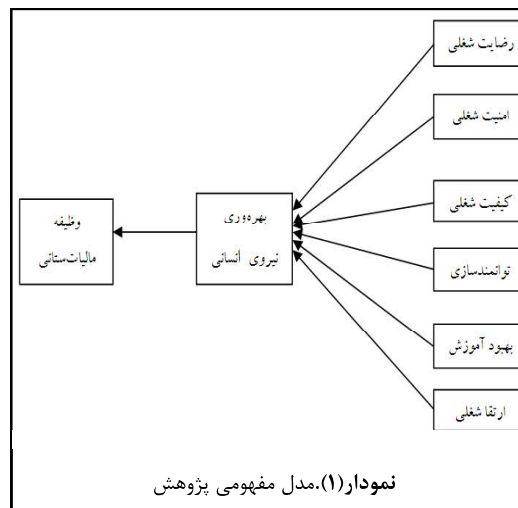 رضایت شغلی
امنیت شغلی
کیفیت شغلی
توانمندسازی
بهبود آموزش
ارتقا شغلی
بهره‌وری
نیروی انسانی
وظیفه
مالیات‌ستانی
نمودار(۱).مدل مفهومی پژوهش